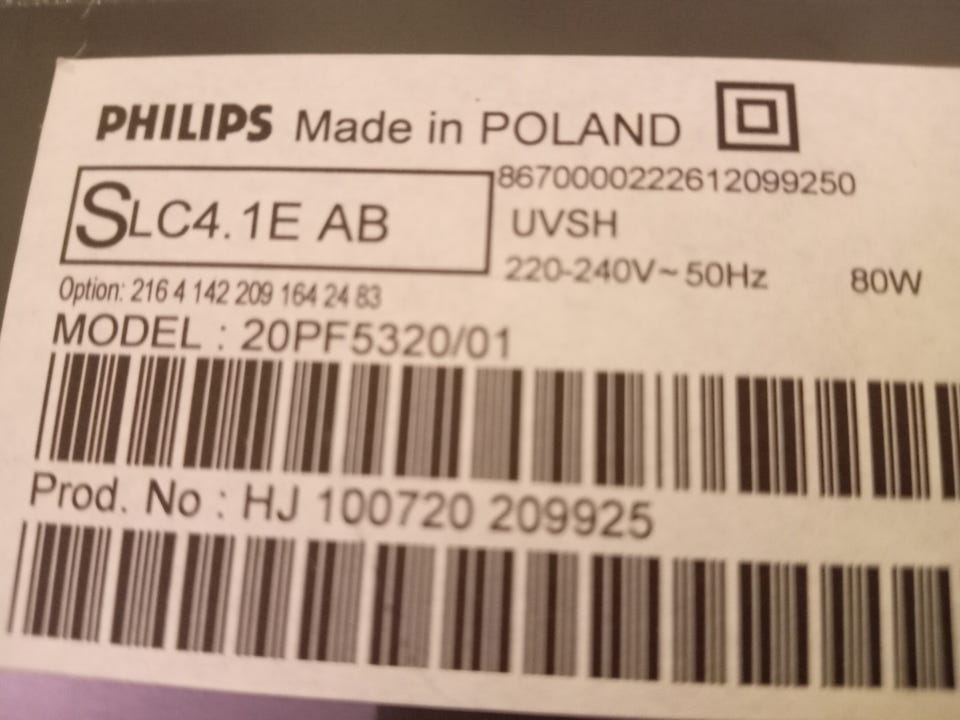 PHILIPS Made in POLAND
8670000222612099250
SLC4.1E AB
UVSH
220-240V~50Hz 80W
Option: 216 4 142 209 164 24 83
MODEL : 20PF5320/01
Prod. No : HJ 100720 209925